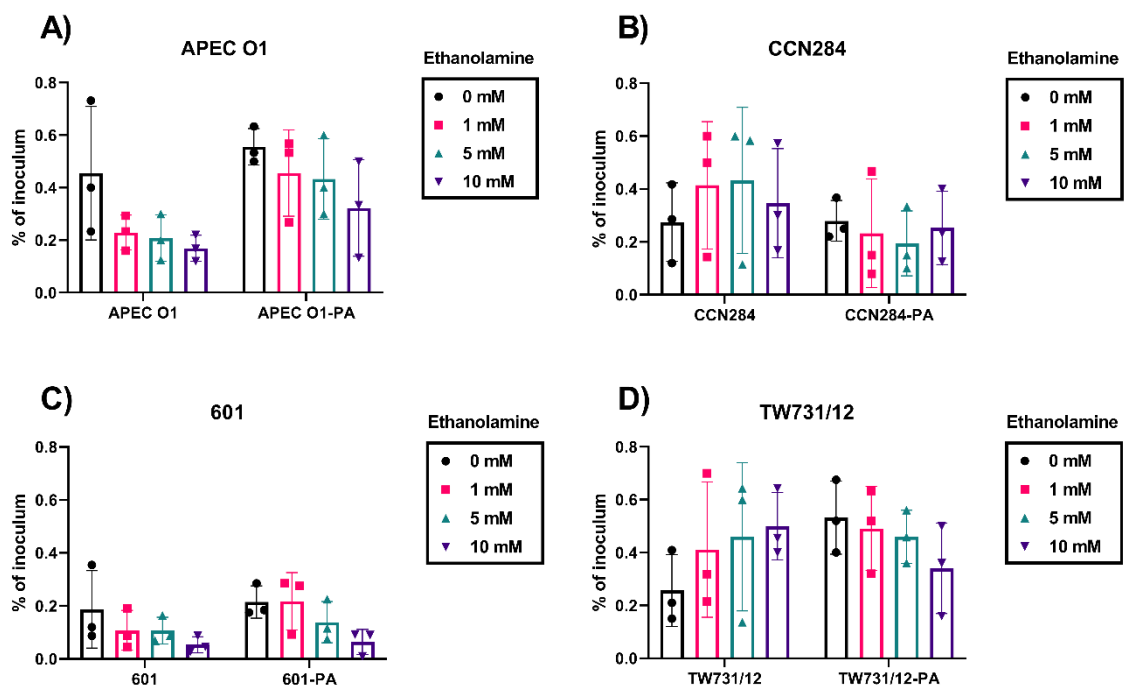 A)
APEC O1
% of inoculum
0.8
0.6
0.4
0.2
0.0
APEC O1
APEC O1-PA
Ethanolamine
0 mM
1 mM
5 mM
10 mM
B)
CCN284
% of inoculum
0.8
0.6
0.4
0.2
0.0
CCN284
CCN284-PA
Ethanolamine
0 mM
1 mM
5 mM
10 mM
C)
601
% of inoculum
0.8
0.6
0.4
0.2
0.0
601
601-PA
Ethanolamine
0 mM
1 mM
5 mM
10 mM
D)
TW731/12
% of inoculum
0.8
0.6
0.4
0.2
0.0
TW731/12
TW731/12-PA
Ethanolamine
0 mM
1 mM
5 mM
10 mM